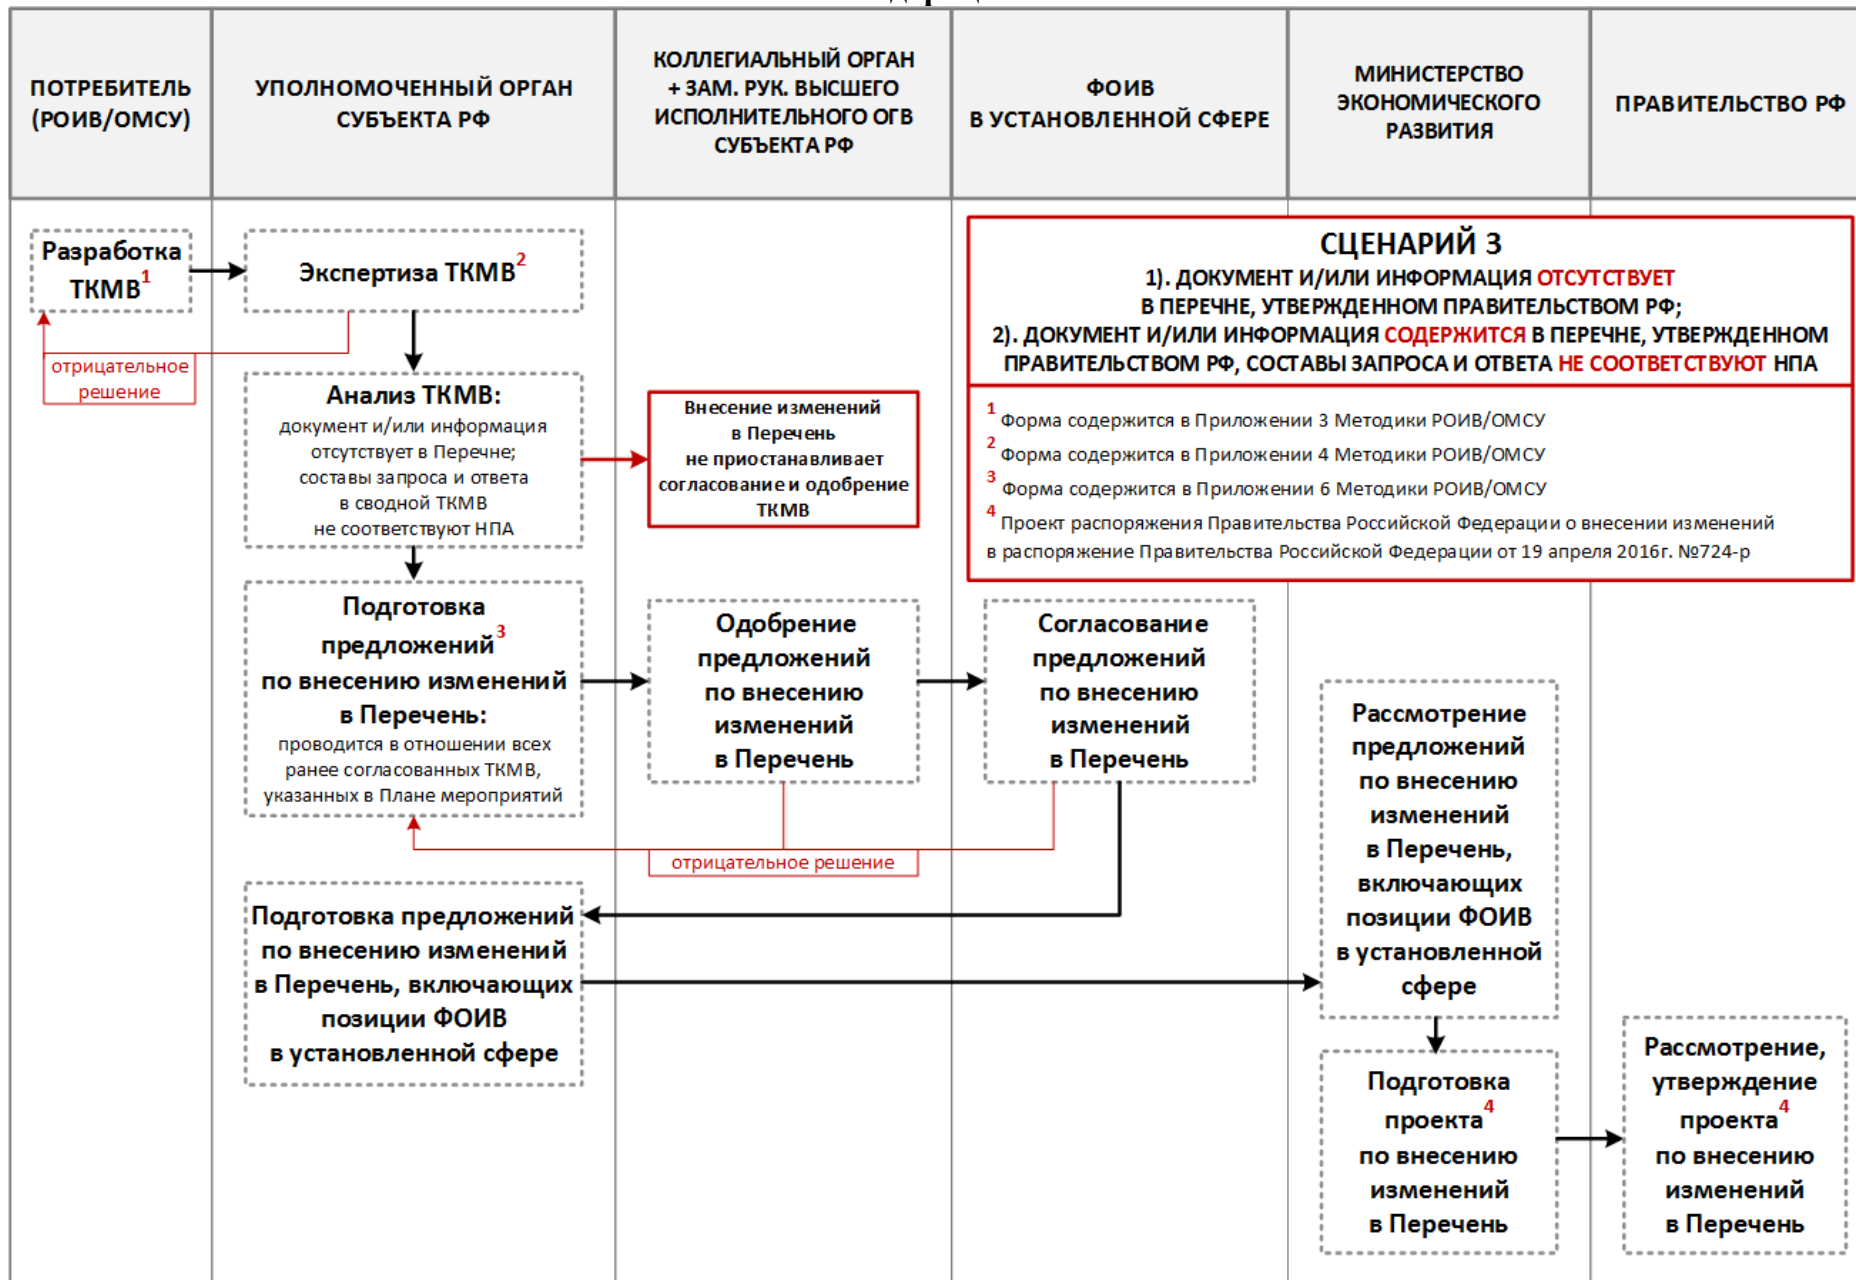 ПОТРЕБИТЕЛЬ
(РОИВ/ОМСУ)
УПОЛНОМОЧЕННЫЙ ОРГАН
СУБЪЕКТА РФ
КОЛЛЕГИАЛЬНЫЙ ОРГАН
+ ЗАМ. РУК. ВЫСШЕГО
ИСПОЛНИТЕЛЬНОГО ОГВ
СУБЪЕКТА РФ
ФОИВ
В УСТАНОВЛЕННОЙ СФЕРЕ
МИНИСТЕРСТВО
ЭКОНОМИЧЕСКОГО
РАЗВИТИЯ
ПРАВИТЕЛЬСТВО РФ
Разработка
ТКМВ1
Экспертиза ТКМВ2
отрицательное
решение
СЦЕНАРИЙ 3
1). ДОКУМЕНТ И/ИЛИ ИНФОРМАЦИЯ ОТСУТСТВУЕТ
В ПЕРЕЧНЕ, УТВЕРЖДЕННОМ ПРАВИТЕЛЬСТВОМ РФ;
2). ДОКУМЕНТ И/ИЛИ ИНФОРМАЦИЯ СОДЕРЖИТСЯ В ПЕРЕЧНЕ, УТВЕРЖДЕННОМ
ПРАВИТЕЛЬСТВОМ РФ, СОСТАВЫ ЗАПРОСА И ОТВЕТА НЕ СООТВЕТСТВУЮТ НПА
1 Форма содержится в Приложении 3 Методики РОИВ/ОМСУ
2 Форма содержится в Приложении 4 Методики РОИВ/ОМСУ
3 Форма содержится в Приложении 6 Методики РОИВ/ОМСУ
4 Проект распоряжения Правительства Российской Федерации о внесении изменений
в распоряжение Правительства Российской Федерации от 19 апреля 2016г. №724-р
Анализ ТКМВ:
документ и/или информация
отсутствует в Перечне;
составы запроса и ответа
в сводной ТКМВ
не соответствуют НПА
Внесение изменений
в Перечень
не приостанавливает
согласование и одобрение
ТКМВ
Подготовка
предложений3
по внесению изменений
в Перечень:
проводится в отношении всех
ранее согласованных ТКМВ,
указанных в Плане мероприятий
Одобрение
предложений
по внесению
изменений
в Перечень
Согласование
предложений
по внесению
изменений
в Перечень
отрицательное решение
Подготовка предложений
по внесению изменений
в Перечень, включающих
позиции ФОИВ
в установленной сфере
Рассмотрение
предложений
по внесению
изменений
в Перечень,
включающих
позиции ФОИВ
в установленной
сфере
Подготовка
проекта4
по внесению
изменений
в Перечень
Рассмотрение,
утверждение
проекта4
по внесению
изменений
в Перечень